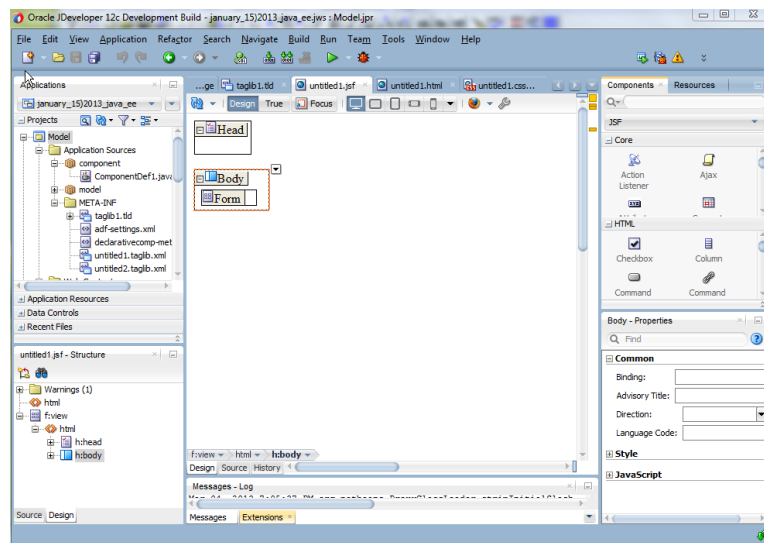 Oracle JDeveloper 12c Development Build - january_15)2013_java_ee.jws : Model.jpr
File Edit View Application Refactor Search Navigate Build Run Team Tools Window Help
Applications
january_15)2013_java_ee
Projects
Model
Application Sources
component
ComponentDef1.java
model
META-INF
taglib1.tld
adf-settings.xml
declarativecomp-met
untitled1.taglib.xml
untitled2.taglib.xml
Application Resources
Data Controls
Recent Files
untitled1.jsf - Structure
Warnings (1)
html
f:view
html
h:head
h:body
Source Design
...ge taglib1.tld untitled1.jsf untitled1.html untitled1.css...
Design True Focus
Head
Body
Form
f:view html h:body
Design Source History
Messages - Log
Messages Extensions
Components Resources
JSF
Core
Action Listener
Ajax
HTML
Checkbox
Column
Command
Command
Body - Properties
Find
Common
Binding:
Advisory Title:
Direction:
Language Code:
Style
JavaScript